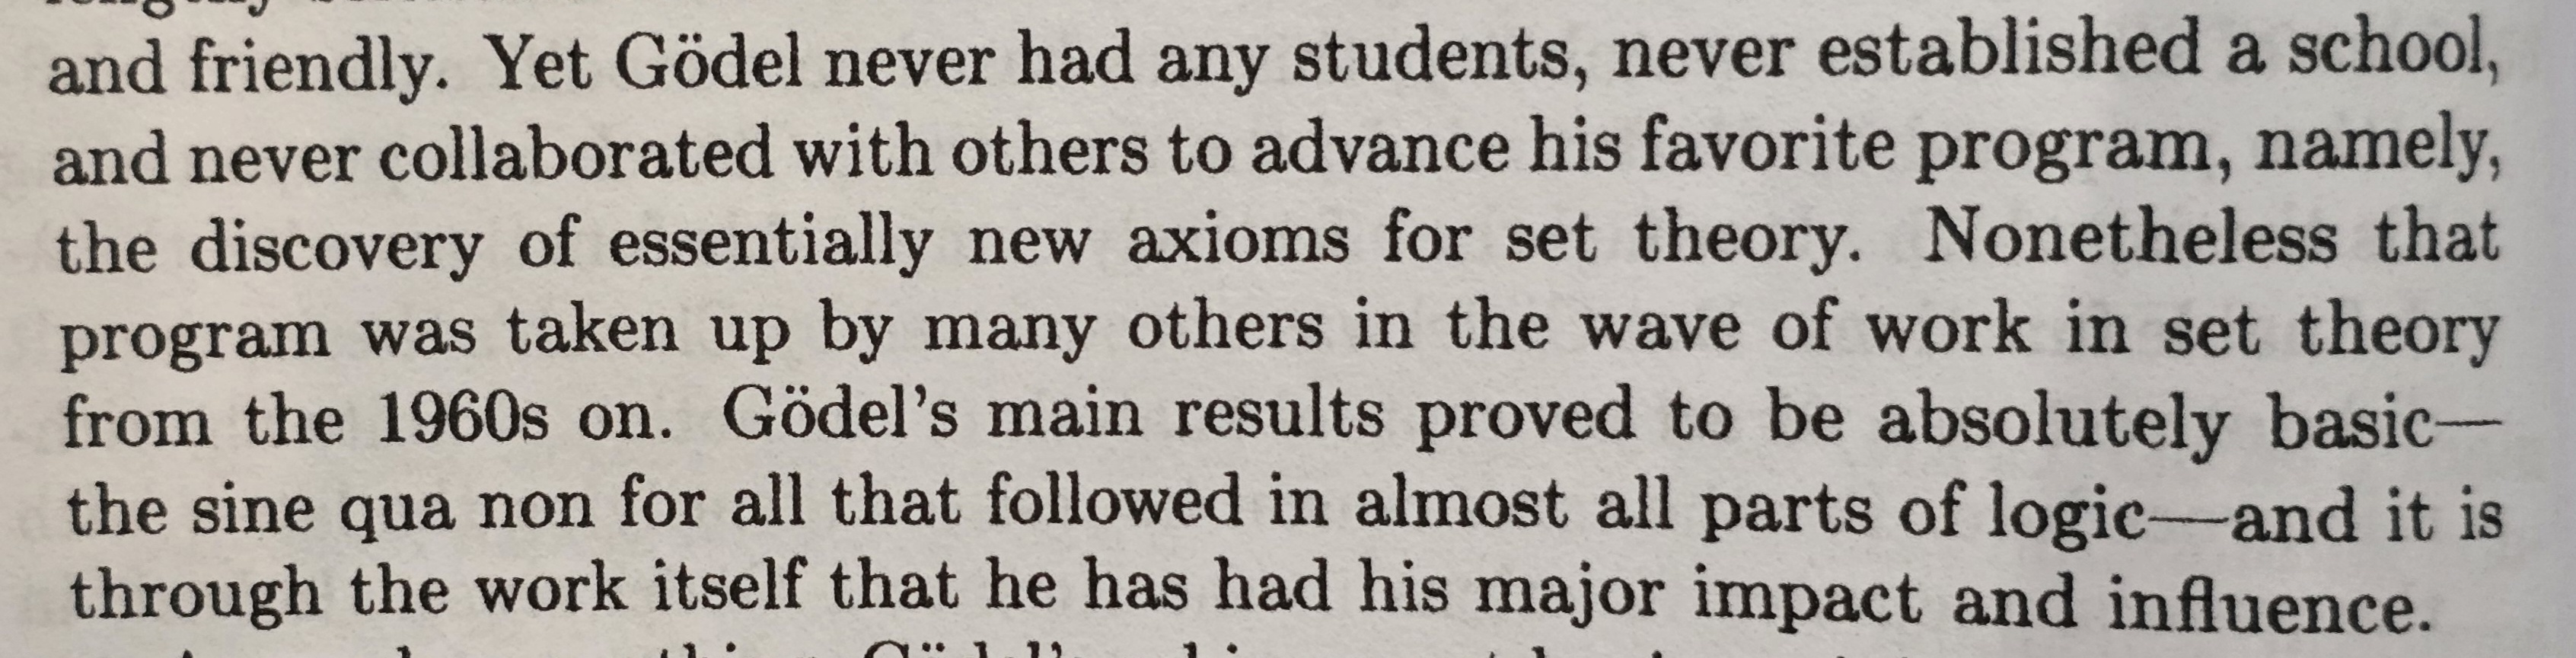 and friendly. Yet Gödel never had any students, never established a school,
and never collaborated with others to advance his favorite program, namely,
the discovery of essentially new axioms for set theory. Nonetheless that
program was taken up by many others in the wave of work in set theory
from the 1960s on. Gödel’s main results proved to be absolutely basic—
the sine qua non for all that followed in almost all parts of logic—and it is
through the work itself that he has had his major impact and influence.